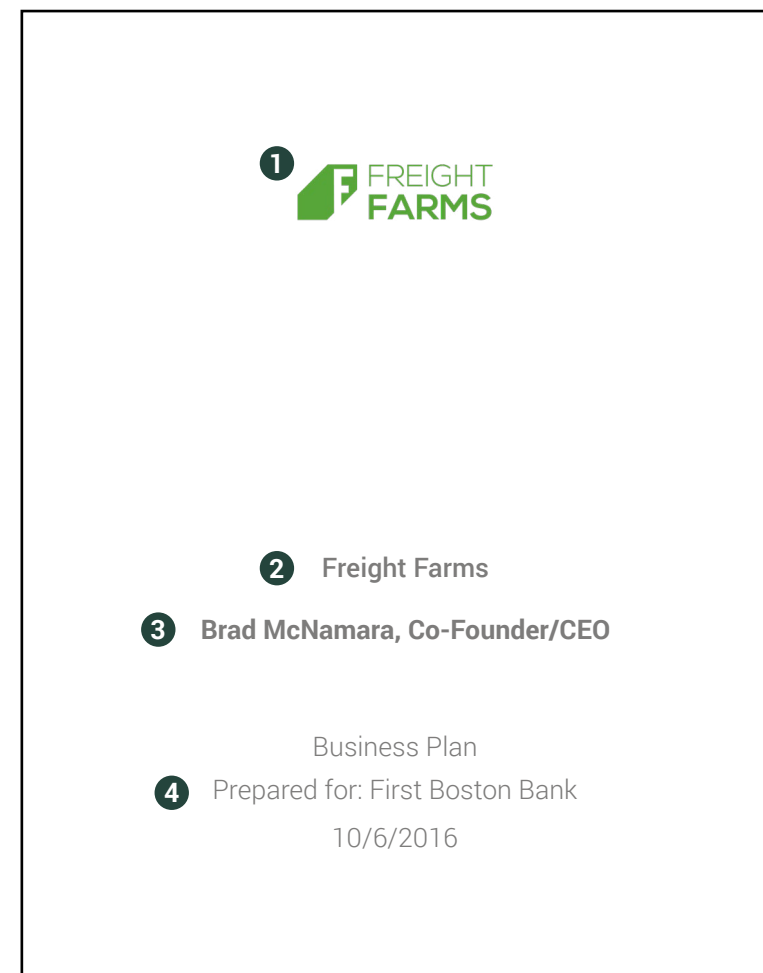 1
FREIGHT
FARMS
2 Freight Farms
3 Brad McNamara, Co-Founder/CEO
Business Plan
4 Prepared for: First Boston Bank
10/6/2016